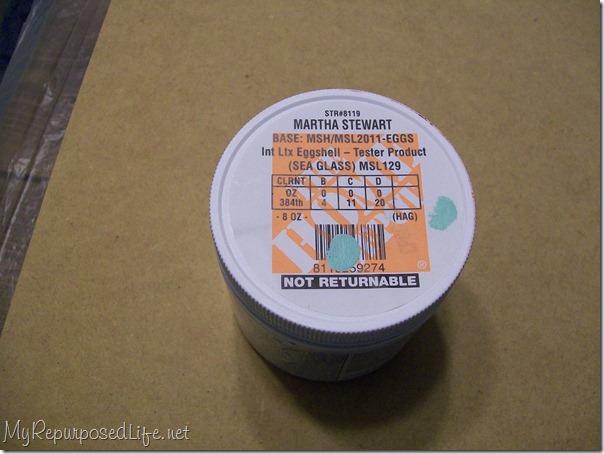 STR#8119
MARTHA STEWART
BASE: MSH/MSL2011-EGGS
Int Ltx Eggshell – Tester Product
(SEA GLASS) MSL129
CLRNT B C D
OZ 0 0 0
384th 4 11 20
- 8 OZ - (HAG)
NOT RETURNABLE
MyRepurposedLife.net